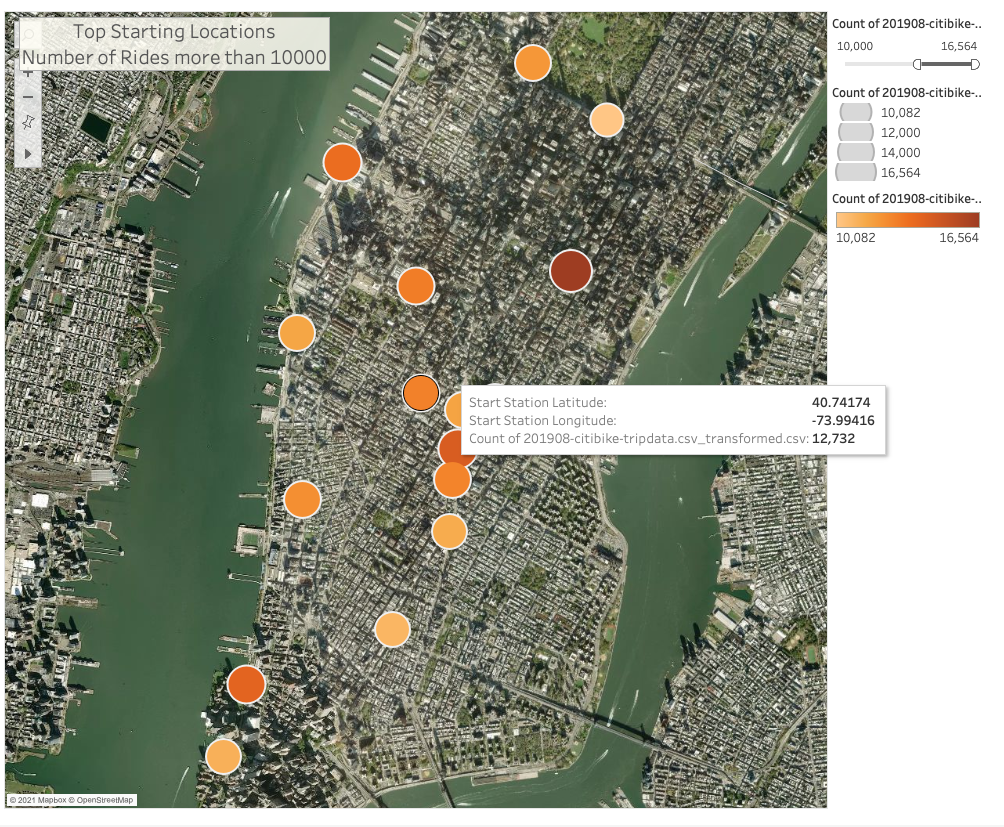 Top Starting Locations
Number of Rides more than 10000
Count of 201908-citibike-..
10,000 16,564
Count of 201908-citibike-..
10,082
12,000
14,000
16,564
Count of 201908-citibike-..
10,082 16,564
Start Station Latitude: 40.74174
Start Station Longitude: -73.99416
Count of 201908-citibike-tripdata.csv_transformed.csv: 12,732
© 2021 Mapbox © OpenStreetMap